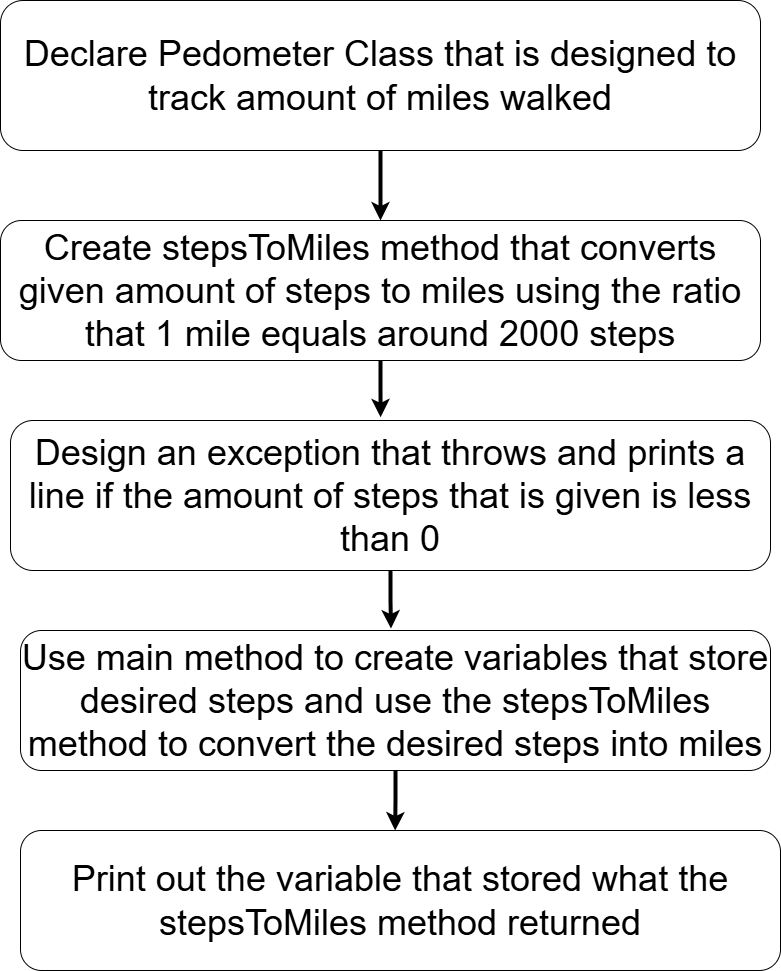 Declare Pedometer Class that is designed to
track amount of miles walked
Create stepsToMiles method that converts
given amount of steps to miles using the ratio
that 1 mile equals around 2000 steps
Design an exception that throws and prints a
line if the amount of steps that is given is less
than 0
Use main method to create variables that store
desired steps and use the stepsToMiles
method to convert the desired steps into miles
Print out the variable that stored what the
stepsToMiles method returned